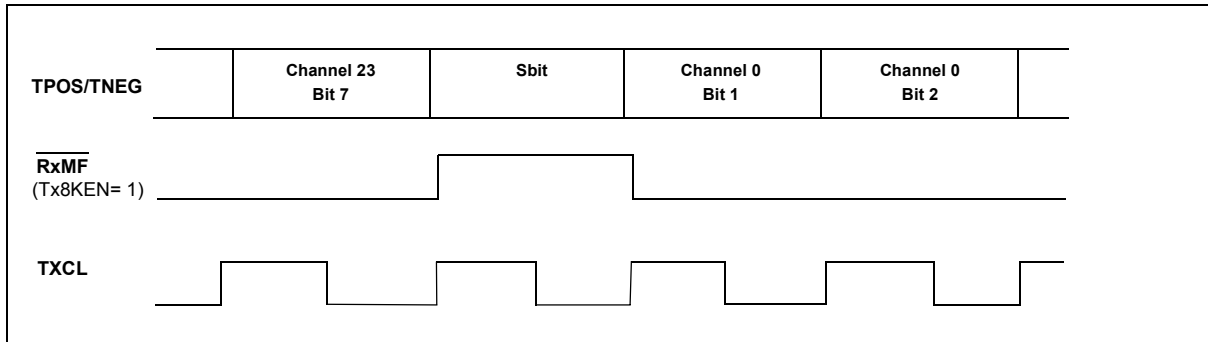 TPOS/TNEG
Channel 23
Bit 7
Sbit
Channel 0
Bit 1
Channel 0
Bit 2
RxMF
(Tx8KEN= 1)
TXCL